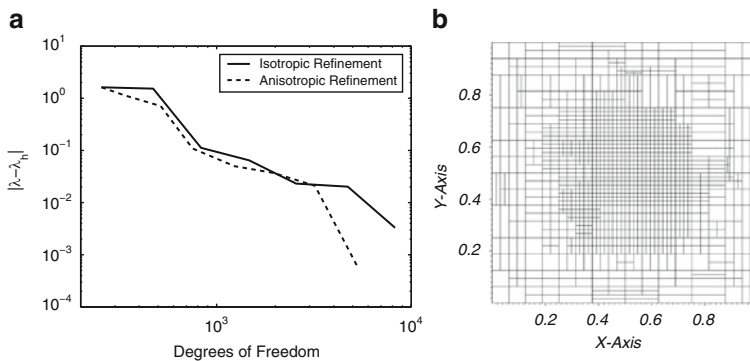 a
b
10^1
10^0
10^-1
10^-2
10^-3
10^-4
|λ−λ_h|
Isotropic Refinement
Anisotropic Refinement
10^3
10^4
Degrees of Freedom
0.8
0.6
0.4
0.2
Y-Axis
0.2
0.4
0.6
0.8
X-Axis